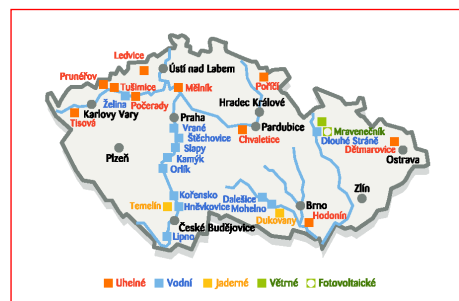 Ledvice
Ústí nad Labem
Prunéřov
Tušimice
Mělník
Poříčí
Želina
Počerady
Karlovy Vary
Tisová
Hradec Králové
Praha
Pardubice
Vrané
Štěchovice
Chvaletice
Mravenečník
Dlouhé Stráně
Slapy
Dětmarovice
Plzeň
Kamýk
Ostrava
Orlík
Kořensko
Dalešice
Zlín
Temelín
Hněvkovice
Mohelno
Brno
Dukovany
Hodonín
České Budějovice
Lipno
Uhelné
Vodní
Jaderné
Větrné
Fotovoltaické